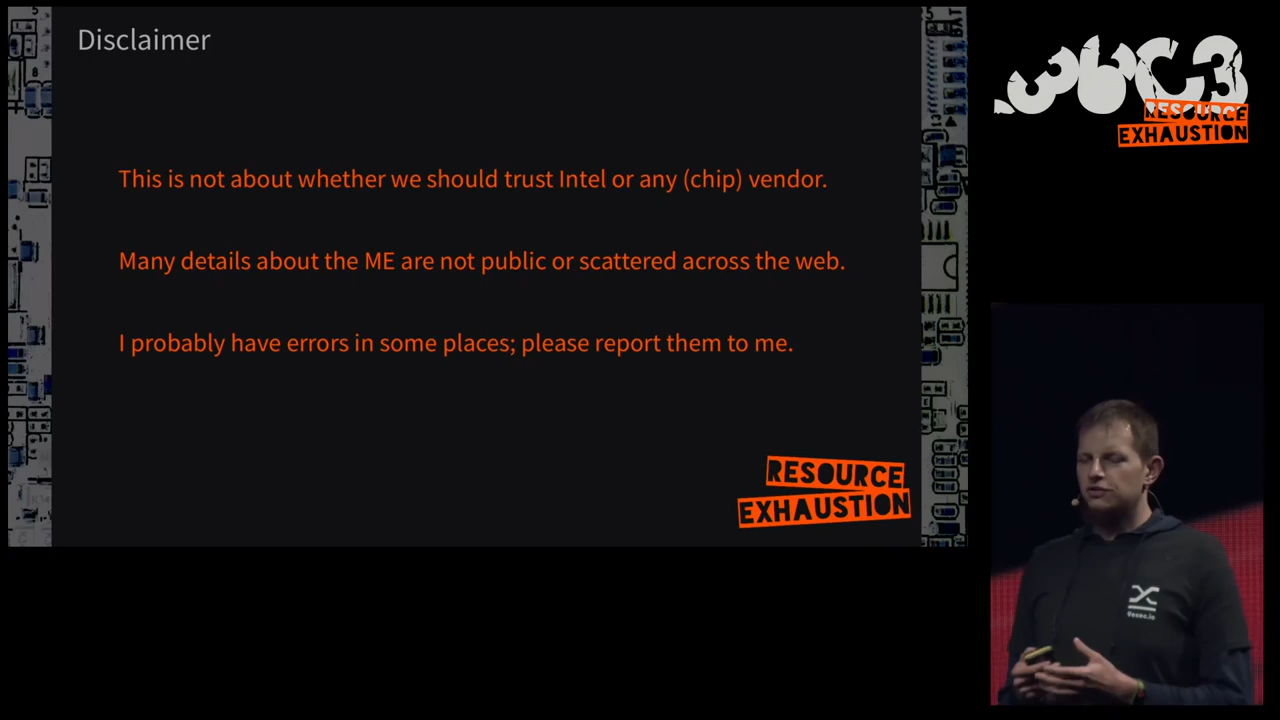 Disclaimer
This is not about whether we should trust Intel or any (chip) vendor.
Many details about the ME are not public or scattered across the web.
I probably have errors in some places; please report them to me.
RESOURCE
EXHAUSTION
36C3
RESOURCE
EXHAUSTION